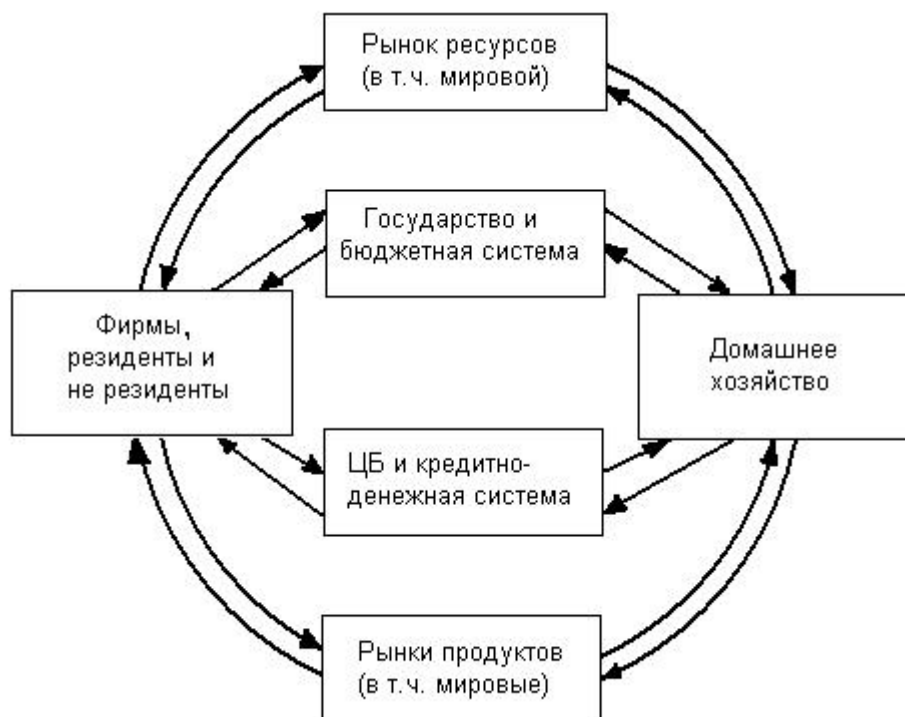 Рынок ресурсов
(в т.ч. мировой)
Государство и
бюджетная система
Фирмы,
резиденты и
не резиденты
Домашнее
хозяйство
ЦБ и кредитно-
денежная система
Рынки продуктов
(в т.ч. мировые)